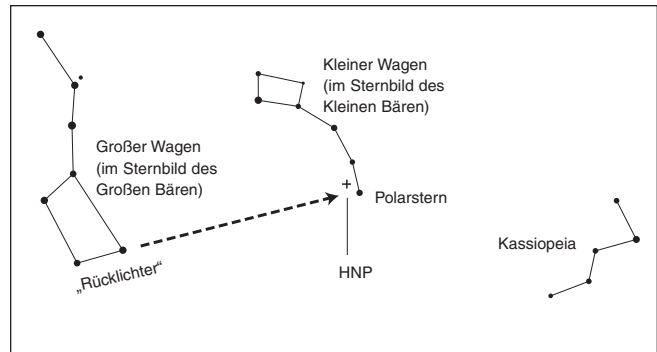 Kleiner Wagen
(im Sternbild des
Kleinen Bären)
Großer Wagen
(im Sternbild des
Großen Bären)
Polarstern
Kassiopeia
„Rücklichter“
HNP